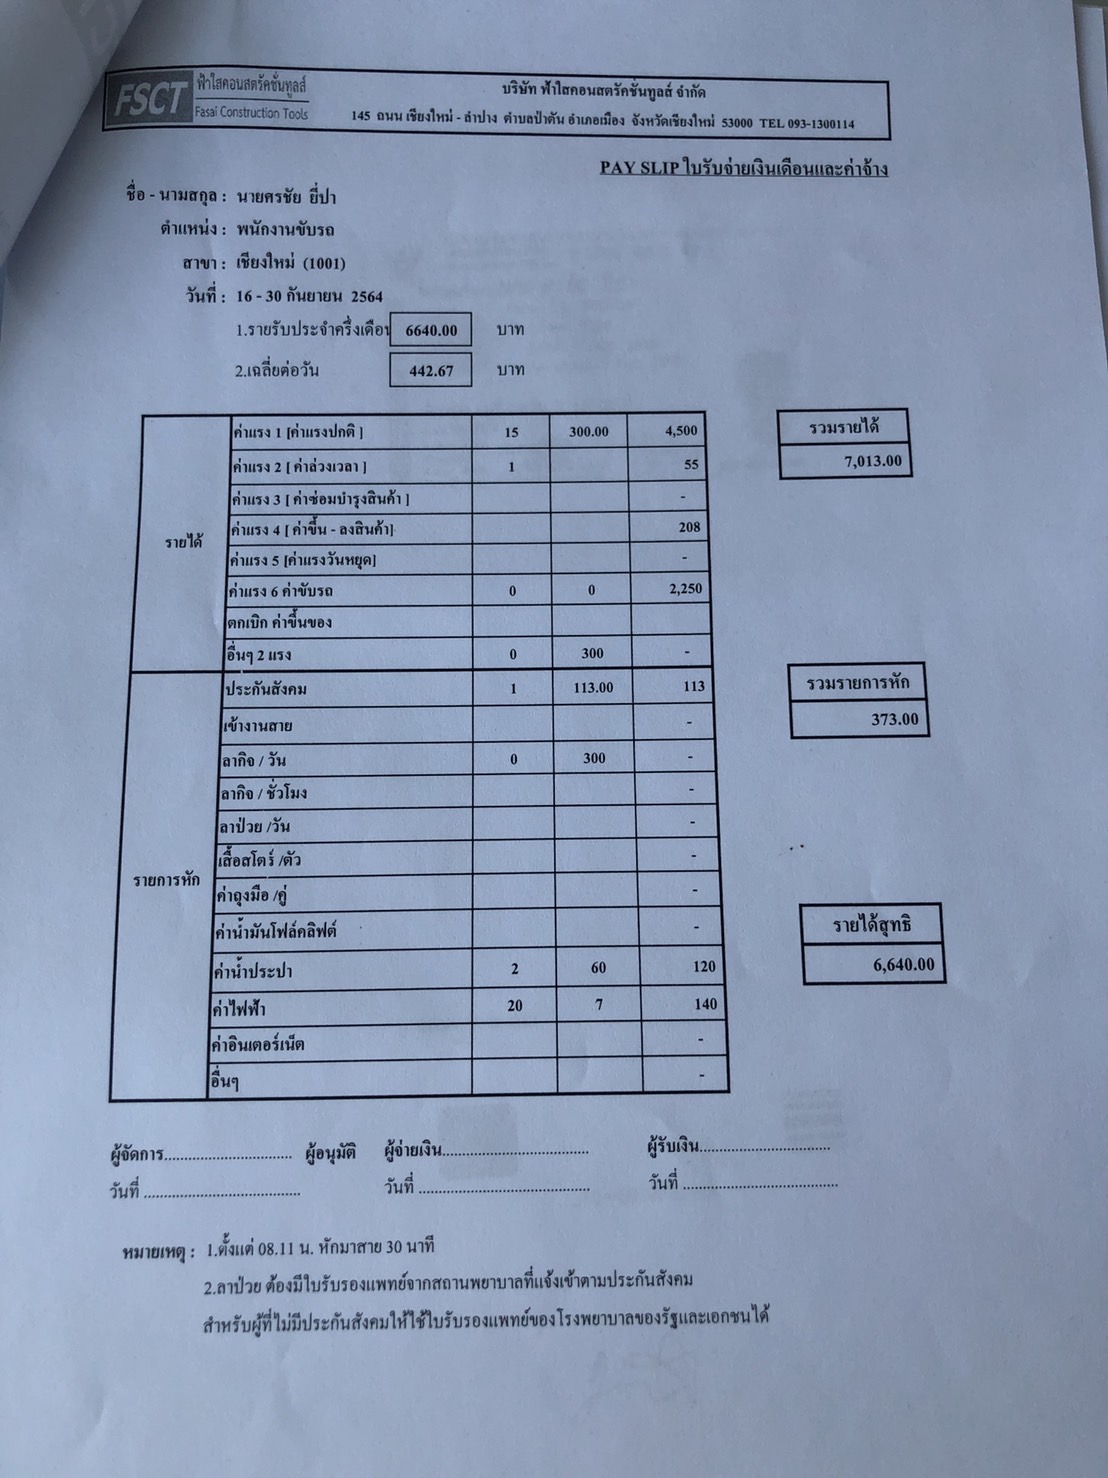 FSCT
ฟ้าใสคอนสตรัคชั่นทูลส์
Fasai Construction Tools
บริษัท ฟ้าใสคอนสตรัคชั่นทูลส์ จำกัด
145 ถนน เชียงใหม่ - ลำปาง ตำบลป่าตัน อำเภอเมือง จังหวัดเชียงใหม่ 53000 TEL 093-1300114
PAY SLIP ใบรับจ่ายเงินเดือนและค่าจ้าง
ชื่อ - นามสกุล : นายศรชัย ยี่ปา
ตำแหน่ง : พนักงานขับรถ
สาขา : เชียงใหม่ (1001)
วันที่ : 16 - 30 กันยายน 2564
1.รายรับประจำครึ่งเดือน 6640.00 บาท
2.เฉลี่ยต่อวัน 442.67 บาท
รายได้
ค่าแรง 1 [ค่าแรงปกติ ] 15 300.00 4,500
ค่าแรง 2 [ ค่าล่วงเวลา ] 1 55
ค่าแรง 3 [ ค่าซ่อมบำรุงสินค้า ] -
ค่าแรง 4 [ ค่าขึ้น - ลงสินค้า] 208
ค่าแรง 5 [ค่าแรงวันหยุด] -
ค่าแรง 6 ค่าขับรถ 0 0 2,250
ตกเบิก ค่าขึ้นของ
อื่นๆ 2 แรง 0 300 -
รวมรายได้
7,013.00
รายการหัก
ประกันสังคม 1 113.00 113
เข้างานสาย -
ลากิจ / วัน 0 300 -
ลากิจ / ชั่วโมง -
ลาป่วย /วัน -
เสื้อสโตร์ /ตัว -
ค่าถุงมือ /คู่ -
ค่าน้ำมันโฟล์คลิฟต์ -
ค่าน้ำประปา 2 60 120
ค่าไฟฟ้า 20 7 140
ค่าอินเตอร์เน็ต -
อื่นๆ -
รวมรายการหัก
373.00
รายได้สุทธิ
6,640.00
ผู้จัดการ................................ ผู้อนุมัติ ผู้จ่ายเงิน..................................... ผู้รับเงิน.................................
วันที่ ....................................... วันที่ ........................................... วันที่ .......................................
หมายเหตุ : 1.ตั้งแต่ 08.11 น. หักมาสาย 30 นาที
2.ลาป่วย ต้องมีใบรับรองแพทย์จากสถานพยาบาลที่แจ้งเข้าตามประกันสังคม
สำหรับผู้ที่ไม่มีประกันสังคมให้ใช้ใบรับรองแพทย์ของโรงพยาบาลของรัฐและเอกชนได้